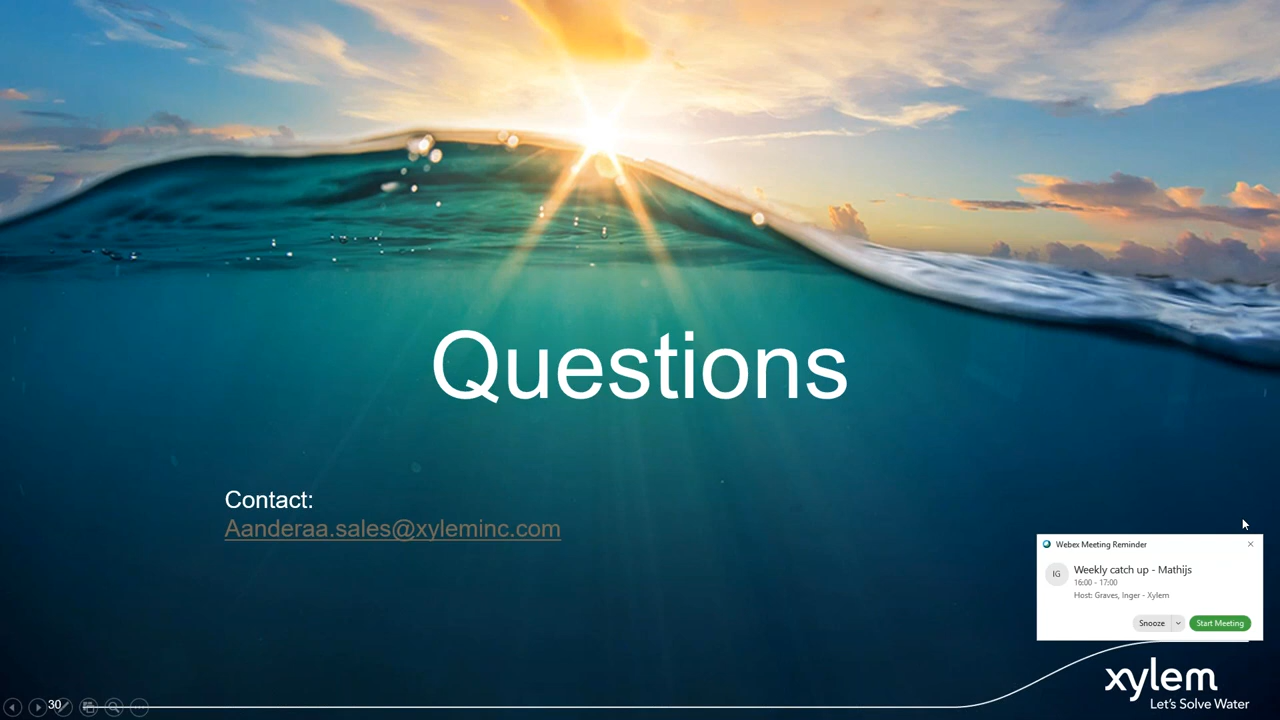 Questions
Contact:
Aanderaa.sales@xyleminc.com
Webex Meeting Reminder
IG
Weekly catch up - Mathijs
16:00 - 17:00
Host: Graves, Inger - Xylem
Snooze
Start Meeting
xylem
Let's Solve Water
30